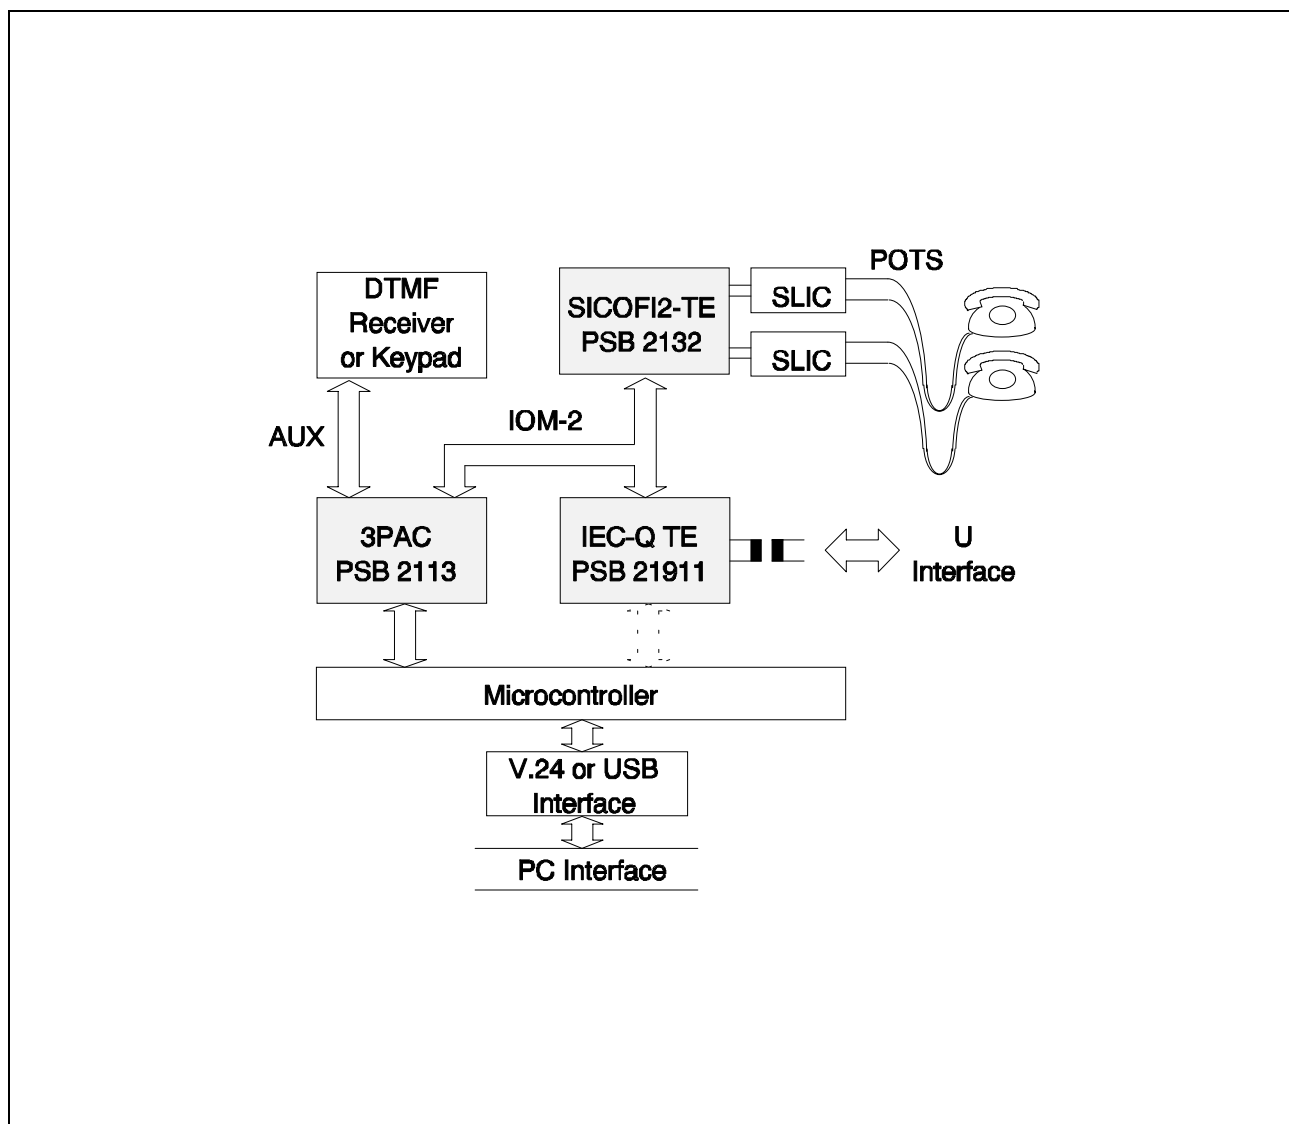 POTS
DTMF
Receiver
or Keypad
SICOFI2-TE
PSB 2132
SLIC
SLIC
AUX
IOM-2
3PAC
PSB 2113
IEC-Q TE
PSB 21911
U
Interface
Microcontroller
V.24 or USB
Interface
PC Interface